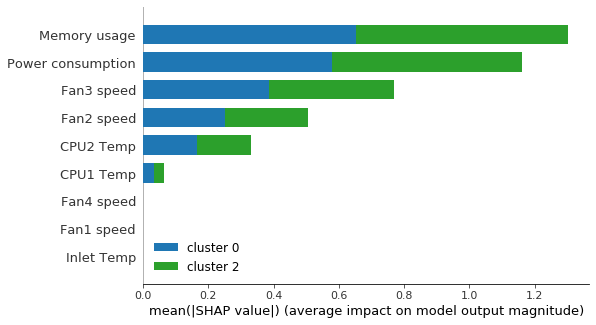 Memory usage
Power consumption
Fan3 speed
Fan2 speed
CPU2 Temp
CPU1 Temp
Fan4 speed
Fan1 speed
Inlet Temp
cluster 0
cluster 2
0.0 0.2 0.4 0.6 0.8 1.0 1.2
mean(|SHAP value|) (average impact on model output magnitude)